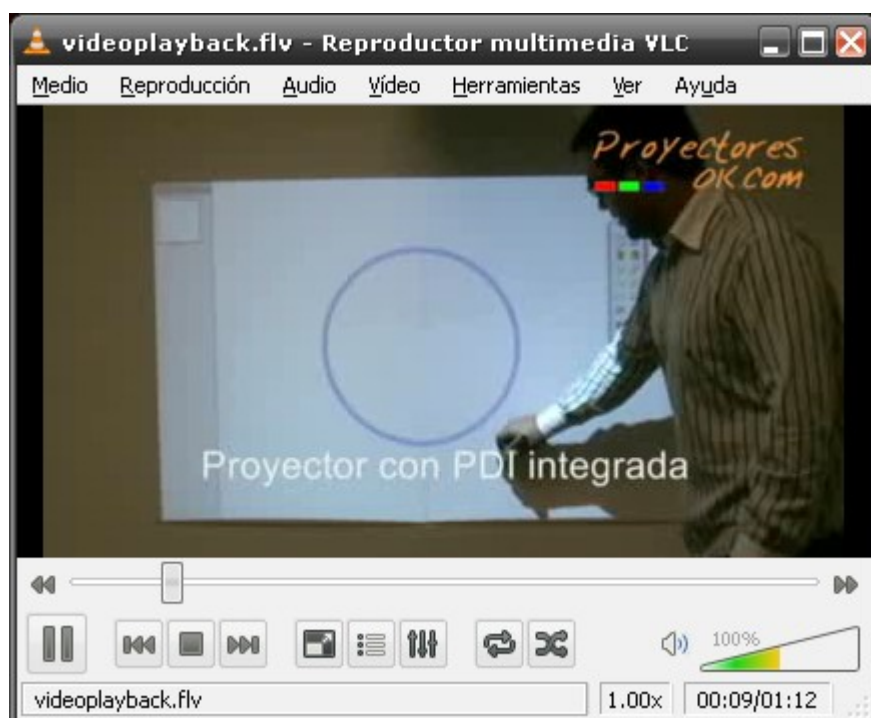 videoplayback.flv - Reproductor multimedia VLC
Medio Reproducción Audio Vídeo Herramientas Ver Ayuda
Proyectores
OK.Com
Proyector con PDI integrada
100%
videoplayback.flv 1.00x 00:09/01:12